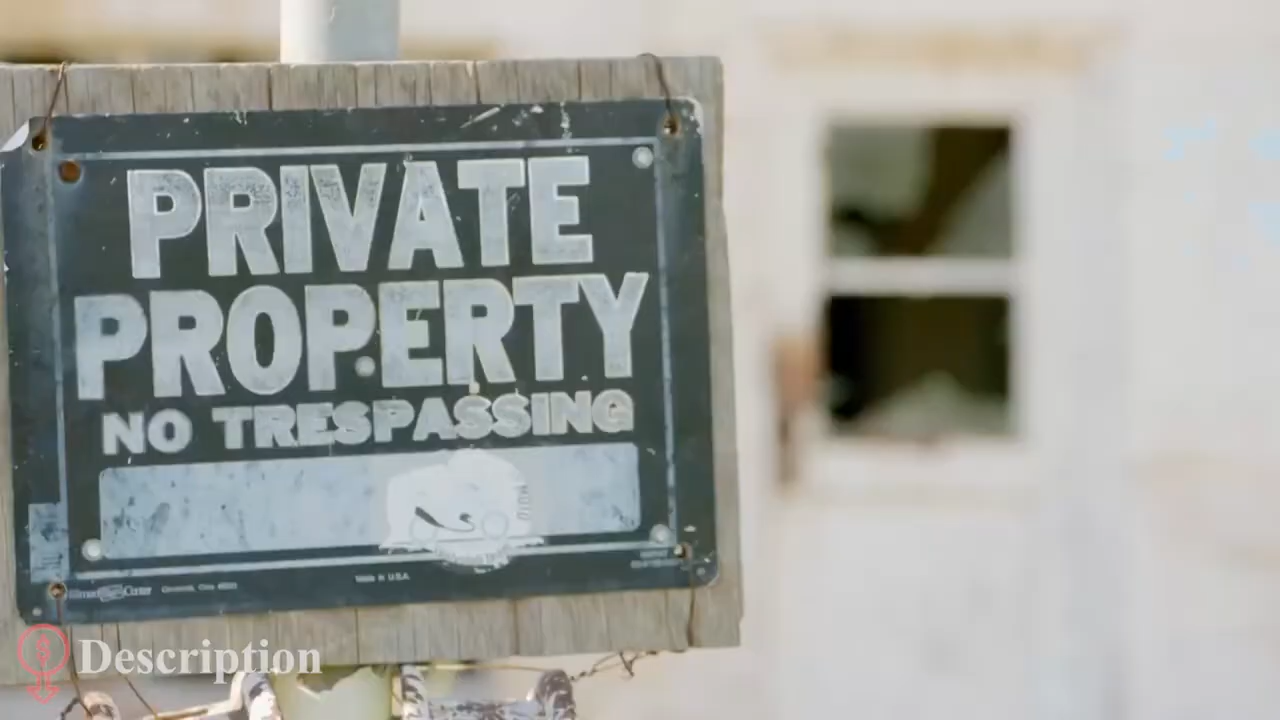 PRIVATE
PROPERTY
NO TRESPASSING
Made in U.S.A.
Description